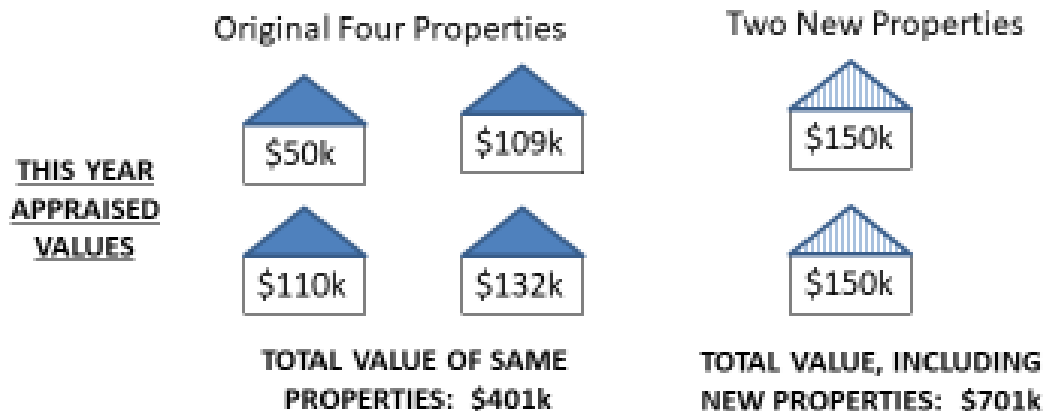 Original Four Properties
Two New Properties
THIS YEAR
APPRAISED
VALUES
$50k
$109k
$150k
$110k
$132k
$150k
TOTAL VALUE OF SAME
PROPERTIES: $401k
TOTAL VALUE, INCLUDING
NEW PROPERTIES: $701k